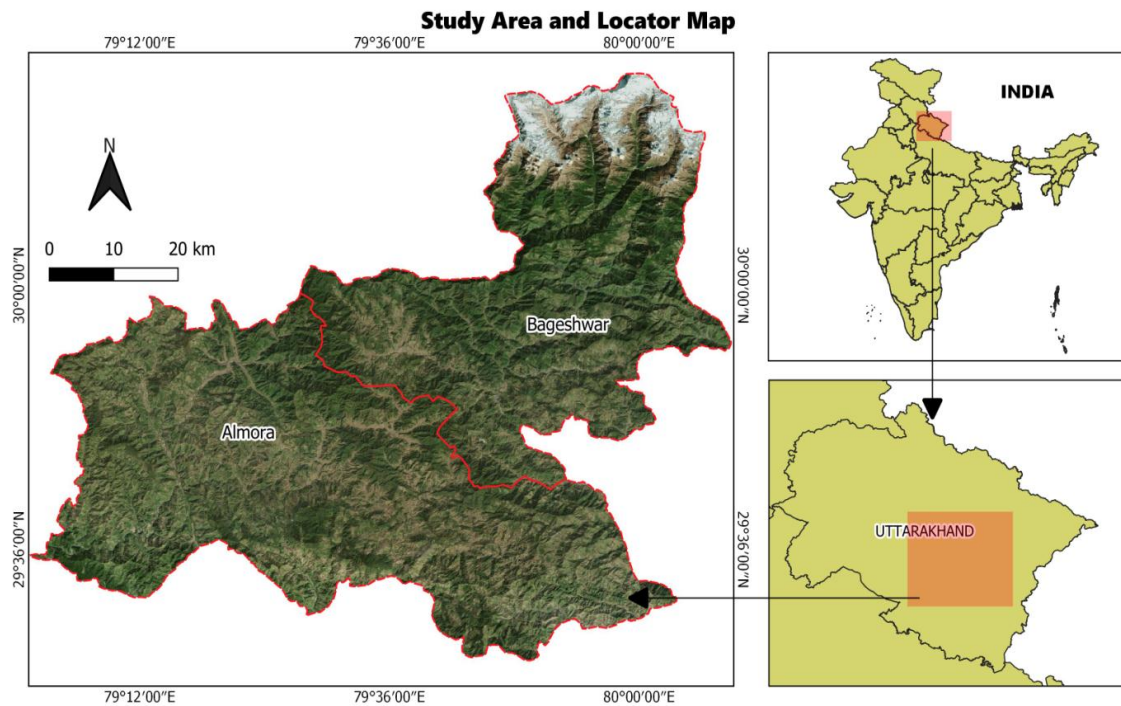 Study Area and Locator Map
79°12'00"E 79°36'00"E 80°00'00"E
INDIA
N
0 10 20 km
30°00'00"N
30°00'00"N
Bageshwar
Almora
29°36'00"N
29°36'00"N
UTTARAKHAND
79°12'00"E 79°36'00"E 80°00'00"E